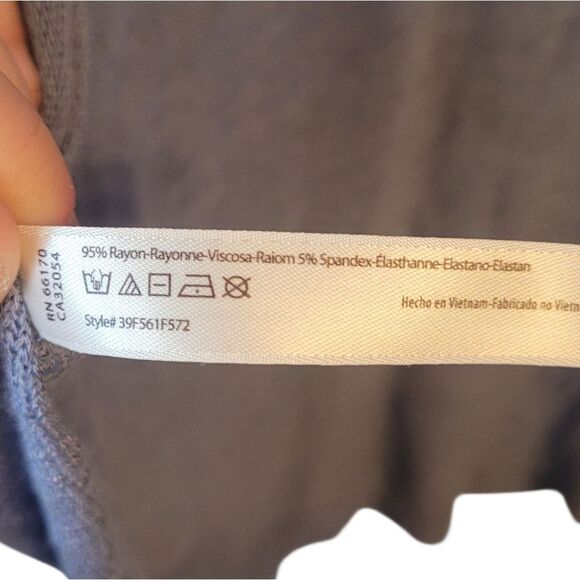 RN 66170
CA32054
95% Rayon-Rayonne-Viscosa-Raiom 5% Spandex-Élasthanne-Elastano-Elastan
Hecho en Vietnam-Fabricado no
Style# 39F561F572